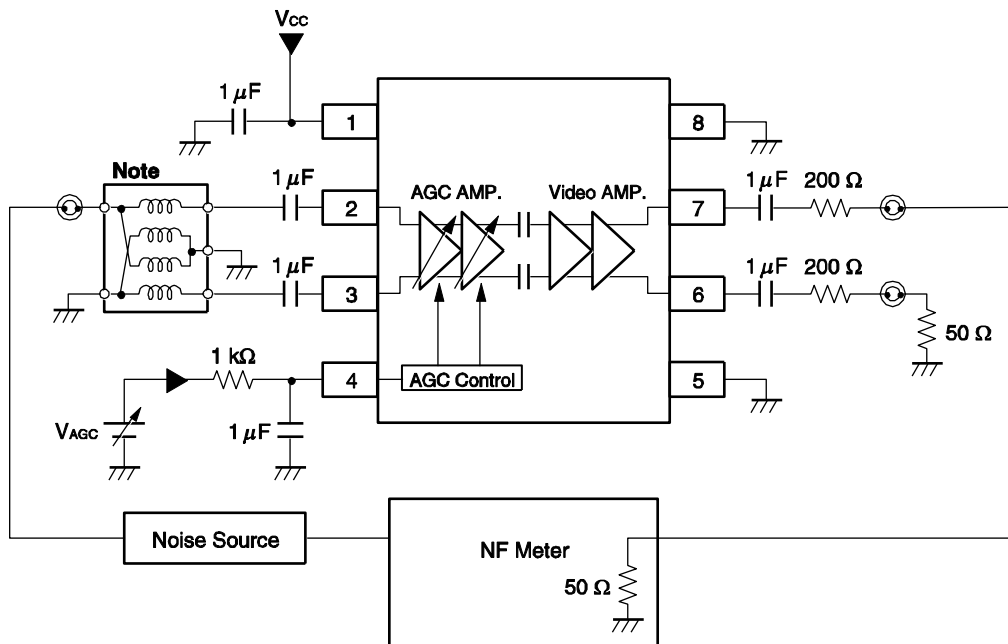 VCC
1 μF
1
8
Note
1 μF
2
AGC AMP.
Video AMP.
7
1 μF
200 Ω
1 μF
3
6
1 μF
200 Ω
50 Ω
1 kΩ
4
AGC Control
5
VAGC
1 μF
Noise Source
NF Meter
50 Ω